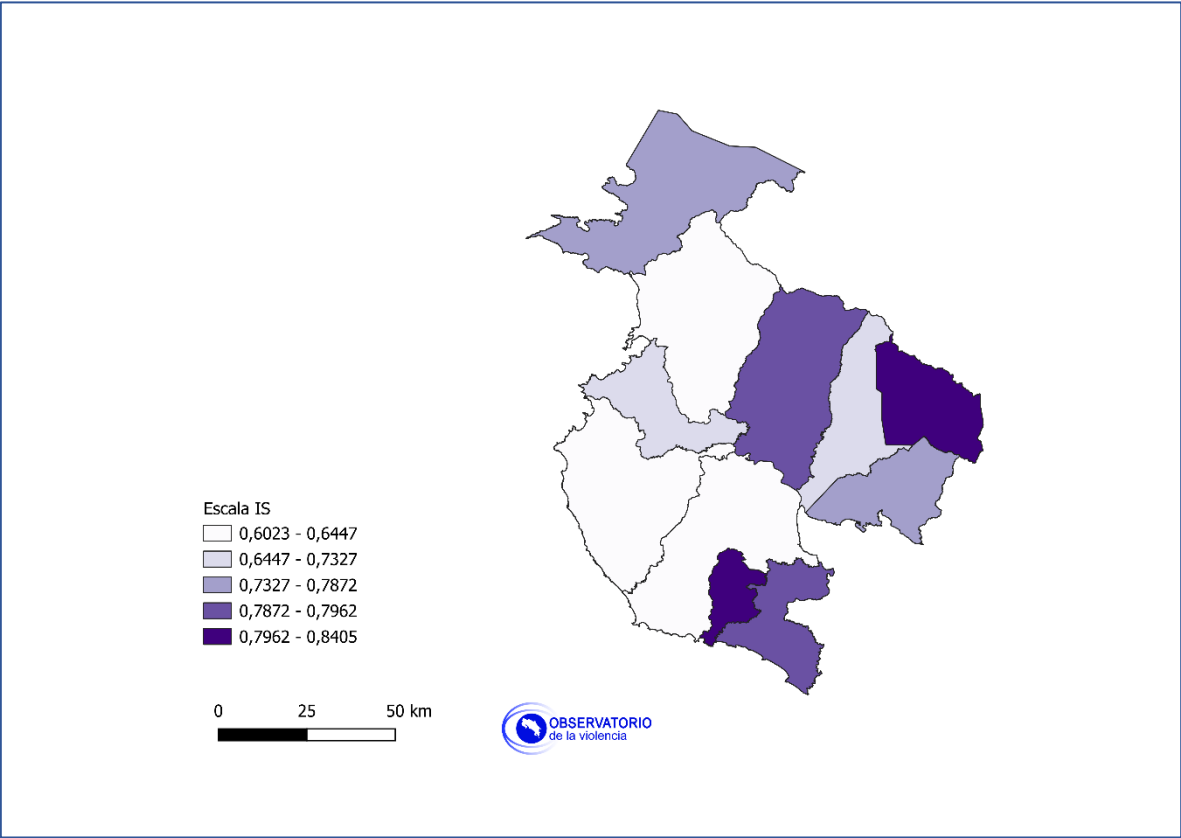 Escala IS
0,6023 - 0,6447
0,6447 - 0,7327
0,7327 - 0,7872
0,7872 - 0,7962
0,7962 - 0,8405
0 25 50 km
OBSERVATORIO
de la violencia